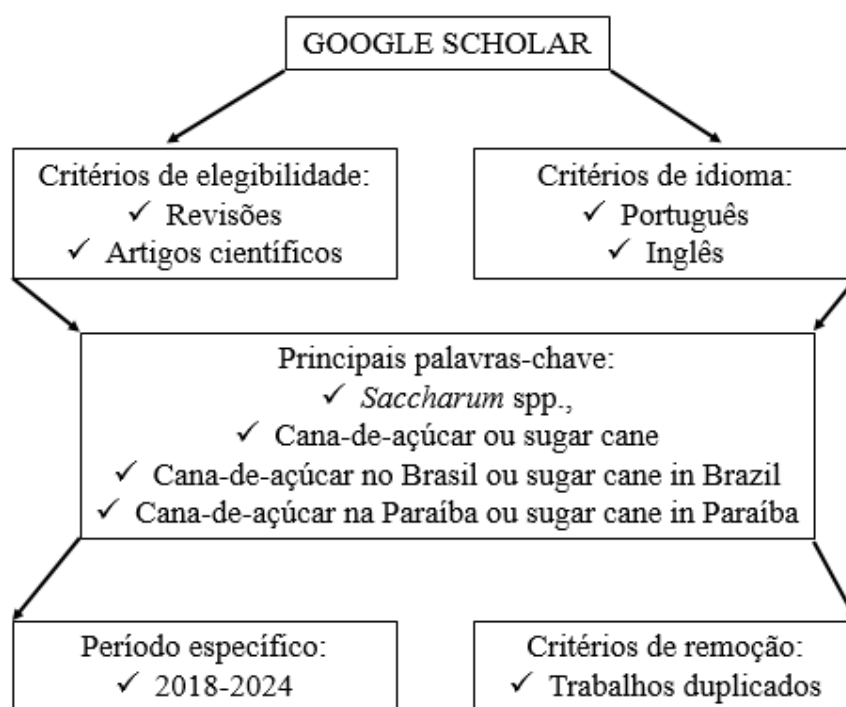 GOOGLE SCHOLAR
Critérios de elegibilidade:
✓ Revisões
✓ Artigos científicos
Critérios de idioma:
✓ Português
✓ Inglês
Principais palavras-chave:
✓ Saccharum spp.,
✓ Cana-de-açúcar ou sugar cane
✓ Cana-de-açúcar no Brasil ou sugar cane in Brazil
✓ Cana-de-açúcar na Paraíba ou sugar cane in Paraíba
Período específico:
✓ 2018-2024
Critérios de remoção:
✓ Trabalhos duplicados